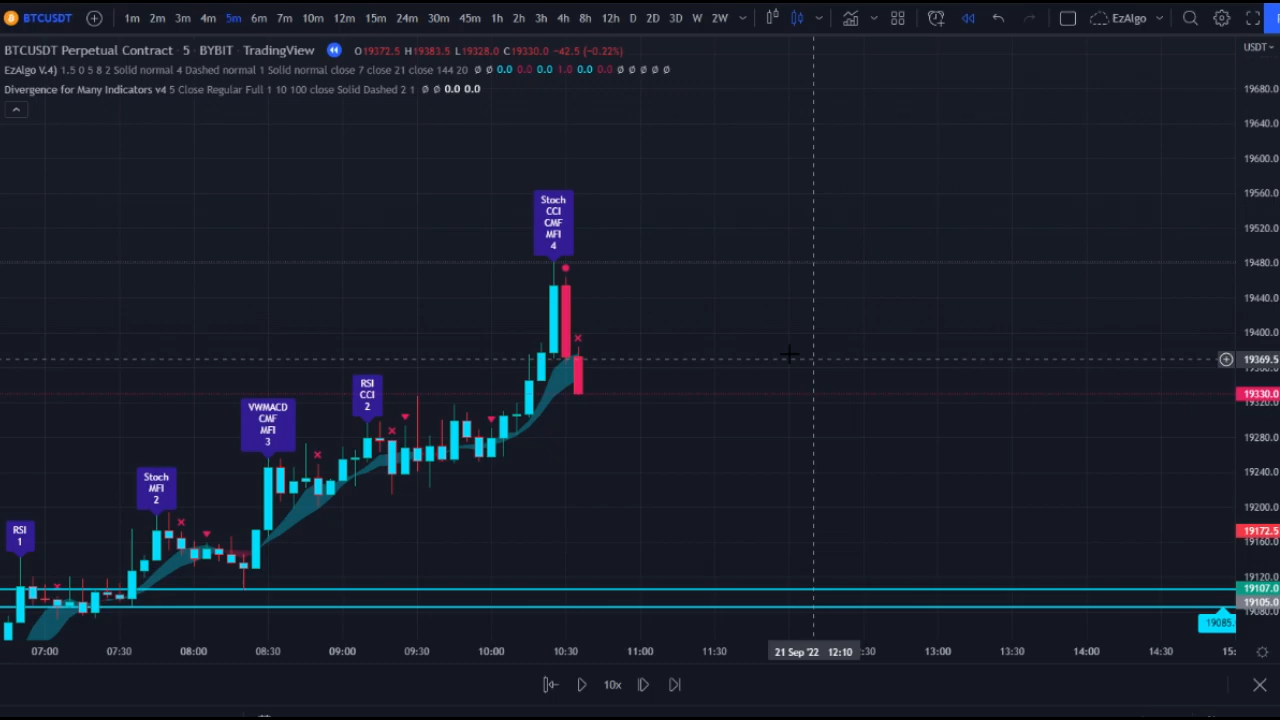 BTCUSDT 1m 2m 3m 4m 5m 6m 7m 10m 12m 15m 24m 30m 45m 1h 2h 3h 4h 8h 12h D 2D 3D W 2W EzAlgo
BTCUSDT Perpetual Contract · 5 · BYBIT · TradingView O19372.5 H19383.5 L19328.0 C19330.0 −42.5 (−0.22%)
USDT
EzAlgo V.4) 1.5 0 5 8 2 Solid normal 4 Dashed normal 1 Solid normal close 7 close 21 close 144 20 ∅ ∅ 0.0 0.0 0.0 1.0 0.0 0.0 ∅ ∅ ∅ ∅ ∅
Divergence for Many Indicators v4 5 Close Regular Full 1 10 100 close Solid Dashed 2 1 ∅ ∅ 0.0 0.0
19680.0
19640.0
19600.0
19560.0
19520.0
19480.0
19440.0
19400.0
19369.5
19330.0
19280.0
19240.0
19200.0
19172.5
19160.0
19120.0
19107.0
19105.0
19080.0
19085.
Stoch
CCI
CMF
MFI
4
RSI
CCI
2
VWMACD
CMF
MFI
3
Stoch
MFI
2
RSI
1
07:00 07:30 08:00 08:30 09:00 09:30 10:00 10:30 11:00 11:30 21 Sep '22 12:10 :30 13:00 13:30 14:00 14:30 15:
10x